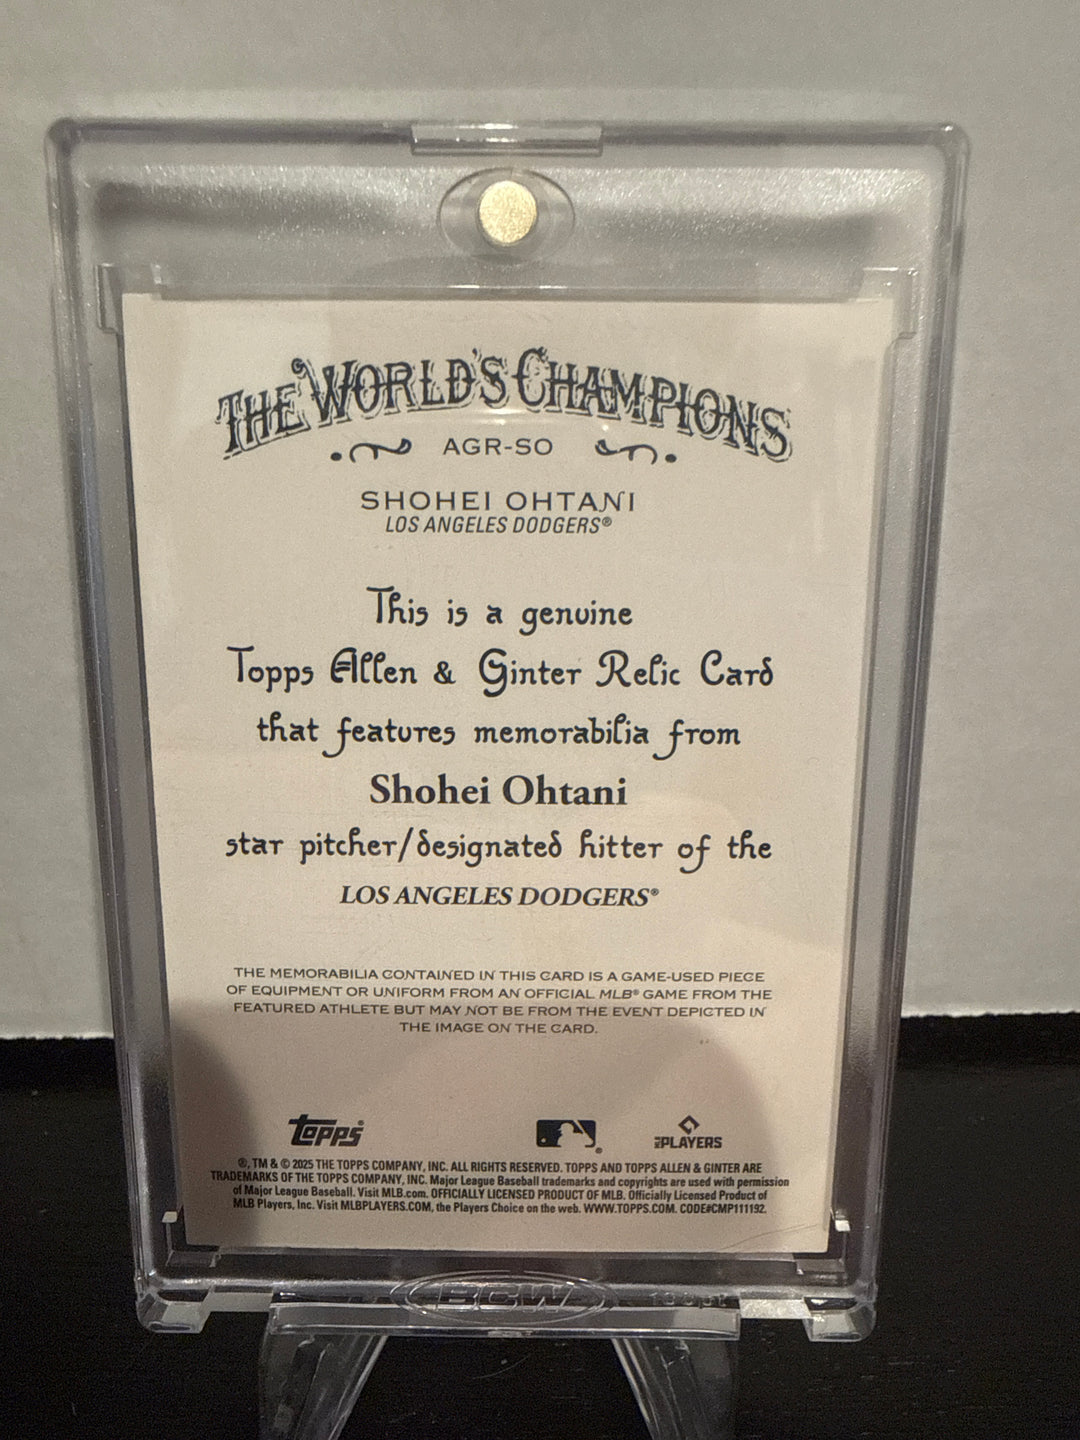 THE WORLD'S CHAMPIONS
AGR-SO
SHOHEI OHTANI
LOS ANGELES DODGERS®
This is a genuine
Topps Allen & Ginter Relic Card
that features memorabilia from
Shohei Ohtani
star pitcher/designated hitter of the
LOS ANGELES DODGERS®
THE MEMORABILIA CONTAINED IN THIS CARD IS A GAME-USED PIECE
OF EQUIPMENT OR UNIFORM FROM AN OFFICIAL MLB® GAME FROM THE
FEATURED ATHLETE BUT MAY NOT BE FROM THE EVENT DEPICTED IN
THE IMAGE ON THE CARD.
topps®
MLB PLAYERS
®, TM & © 2025 THE TOPPS COMPANY, INC. ALL RIGHTS RESERVED. TOPPS AND TOPPS ALLEN & GINTER ARE
TRADEMARKS OF THE TOPPS COMPANY, INC. Major League Baseball trademarks and copyrights are used with permission
of Major League Baseball. Visit MLB.com. OFFICIALLY LICENSED PRODUCT OF MLB. Officially Licensed Product of
MLB Players, Inc. Visit MLBPLAYERS.COM, the Players Choice on the web. WWW.TOPPS.COM. CODE#CMP111192.
BCW